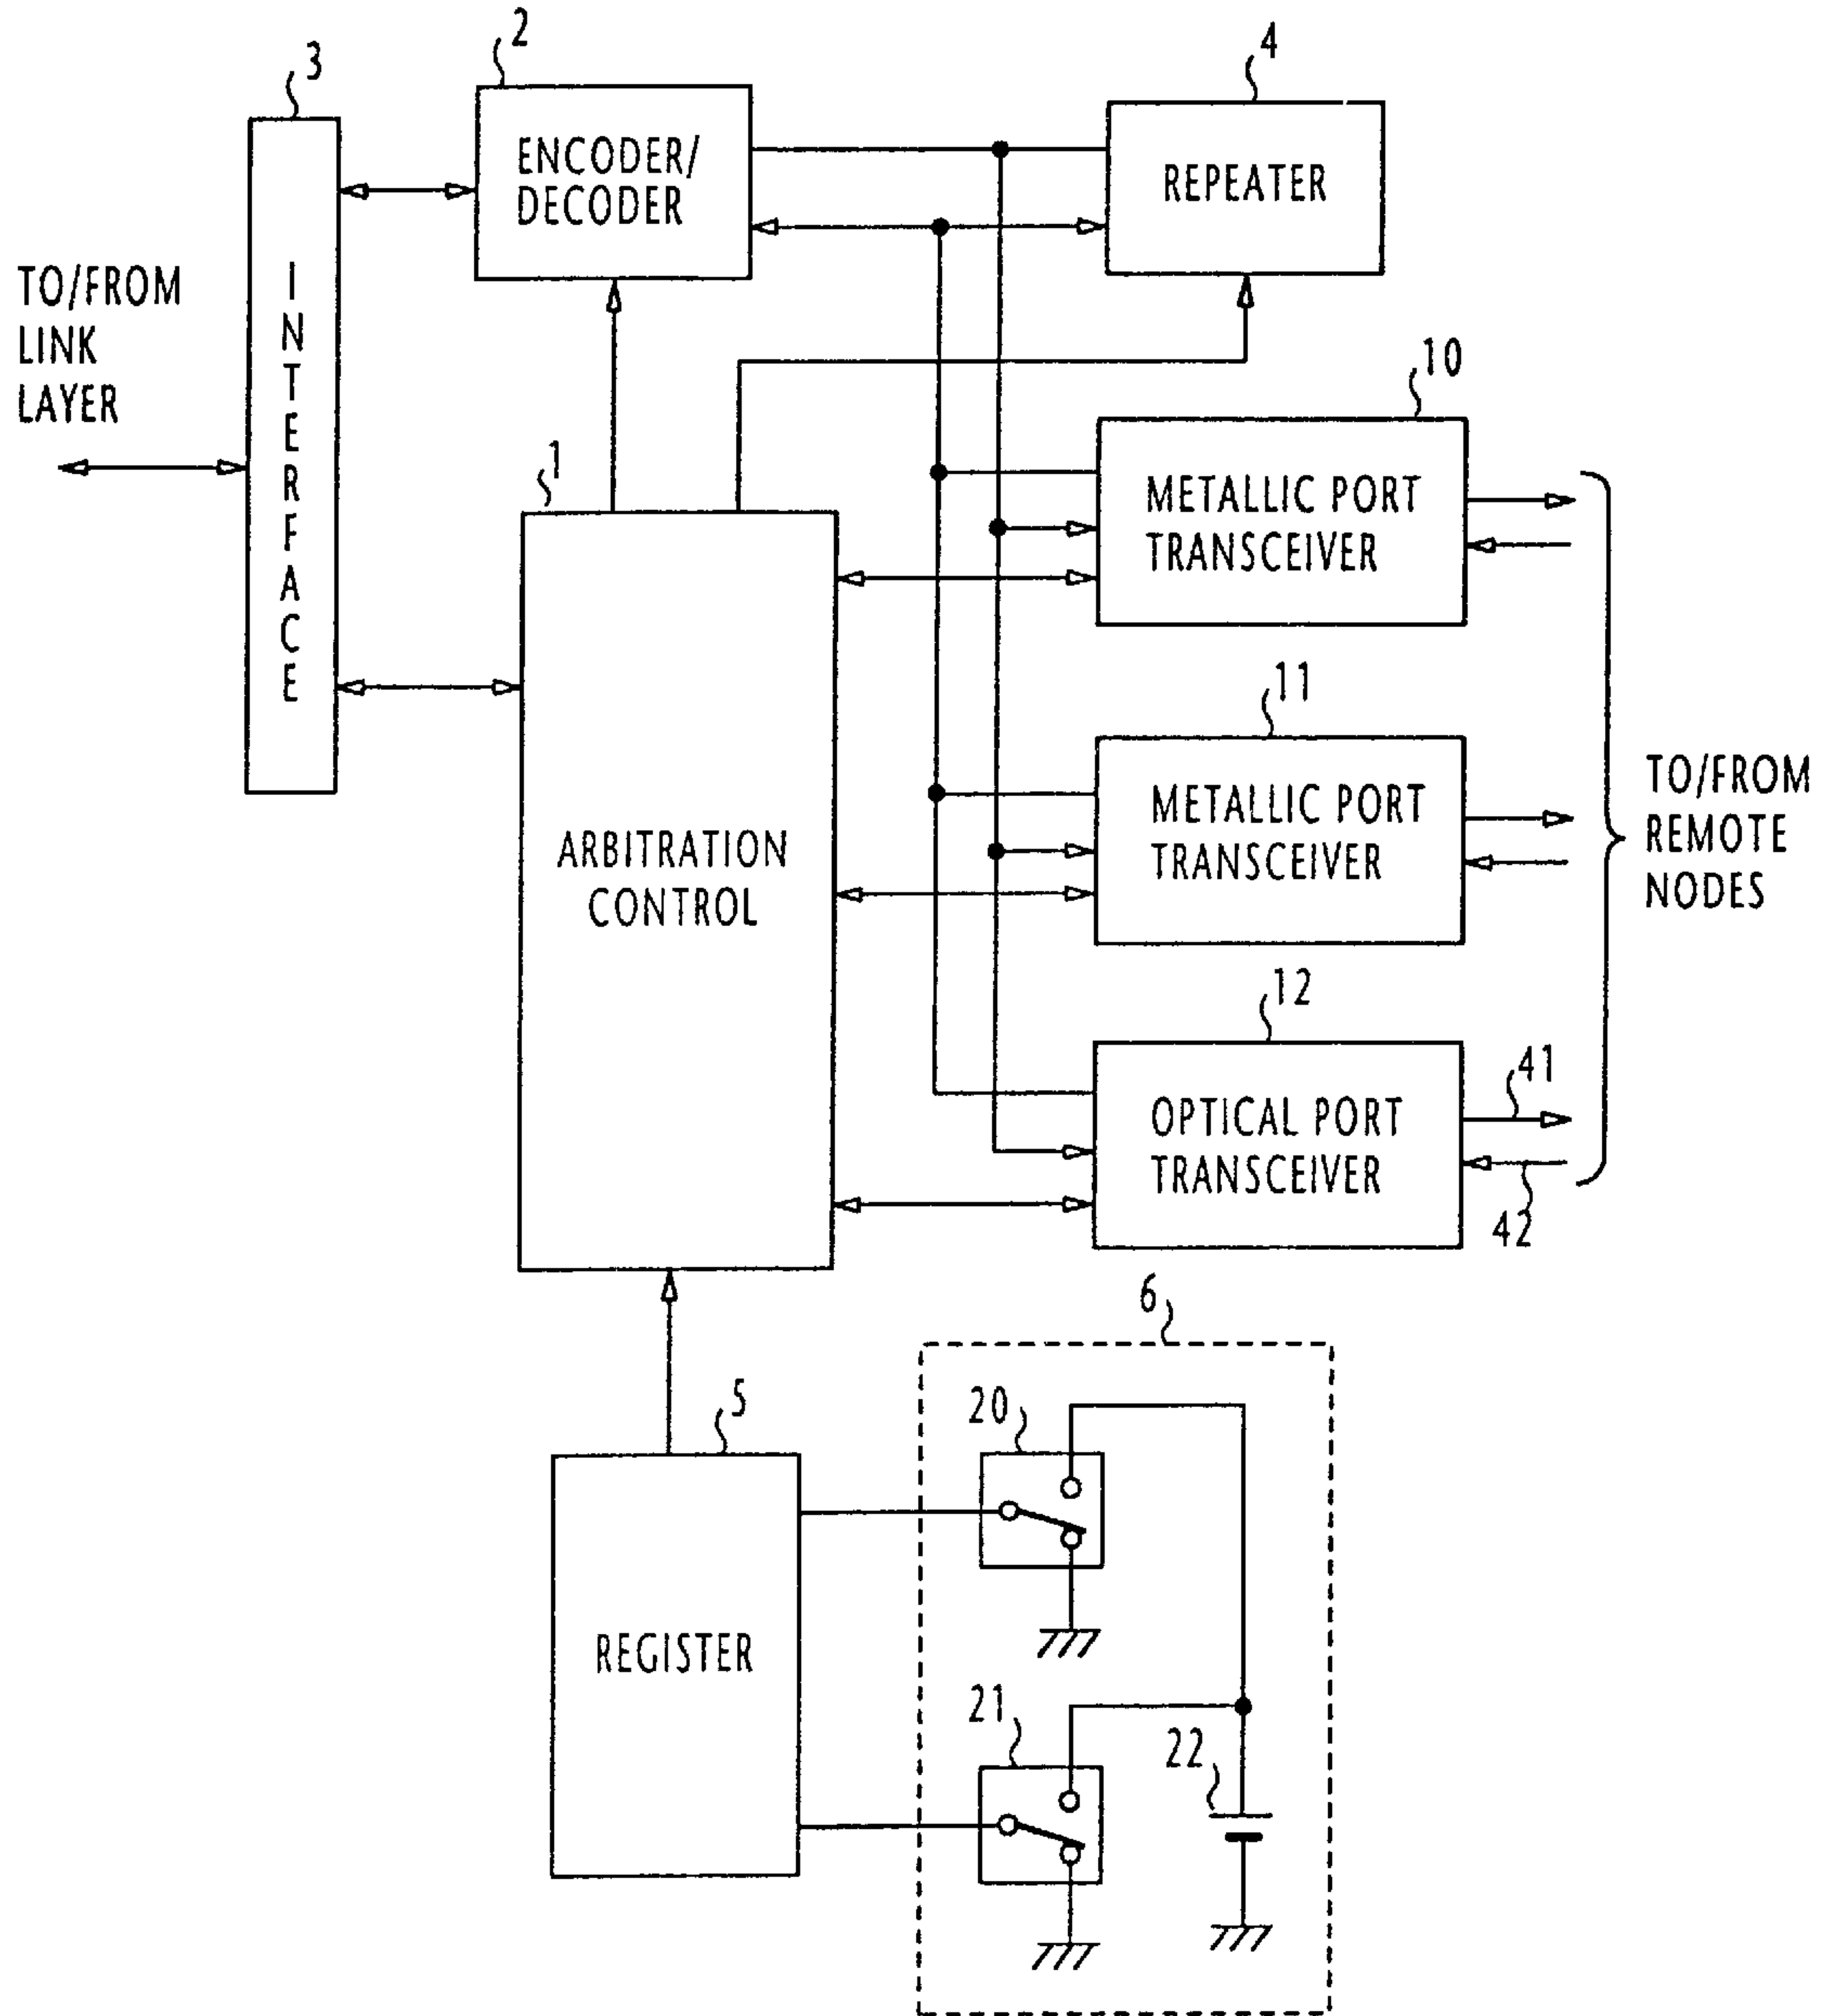 2
4
3
ENCODER/
DECODER
REPEATER
TO/FROM
LINK
LAYER
INTERFACE
10
1
METALLIC PORT
TRANSCEIVER
11
METALLIC PORT
TRANSCEIVER
TO/FROM
REMOTE
NODES
ARBITRATION
CONTROL
12
41
OPTICAL PORT
TRANSCEIVER
42
6
5
20
REGISTER
21
22